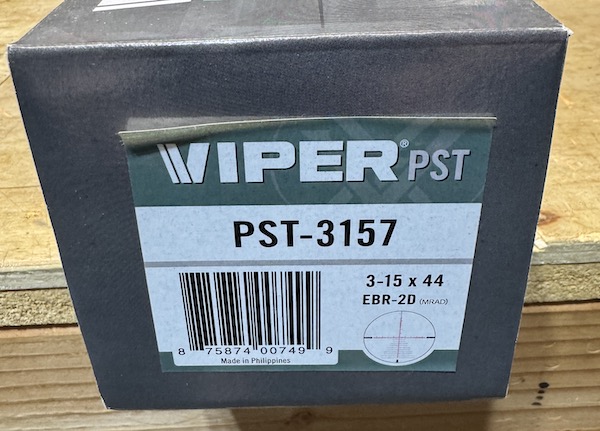 VIPER® PST
PST-3157
3-15 x 44
EBR-2D (MRAD)
8 75874 00749 9
Made in Philippines